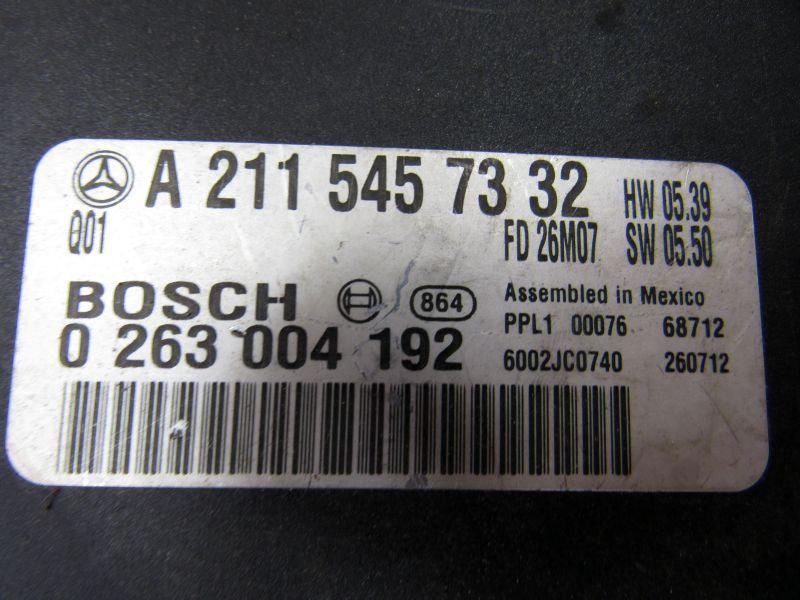 A 211 545 73 32 HW 05.39
Q01 FD 26M07 SW 05.50
BOSCH 864 Assembled in Mexico
PPL1 00076 68712
0 263 004 192 6002JC0740 260712